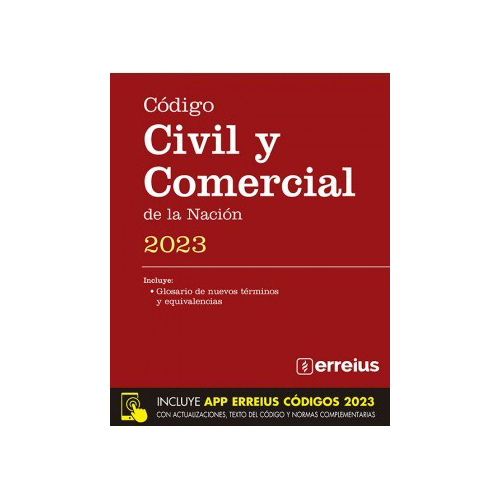 Código
Civil y
Comercial
de la Nación
2023
Incluye:
• Glosario de nuevos términos
y equivalencias
erreius
INCLUYE APP ERREIUS CÓDIGOS 2023
CON ACTUALIZACIONES, TEXTO DEL CÓDIGO Y NORMAS COMPLEMENTARIAS